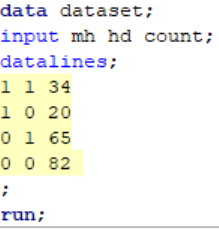 data dataset;
input mh hd count;
datalines;
1 1 34
1 0 20
0 1 65
0 0 82
;
run;